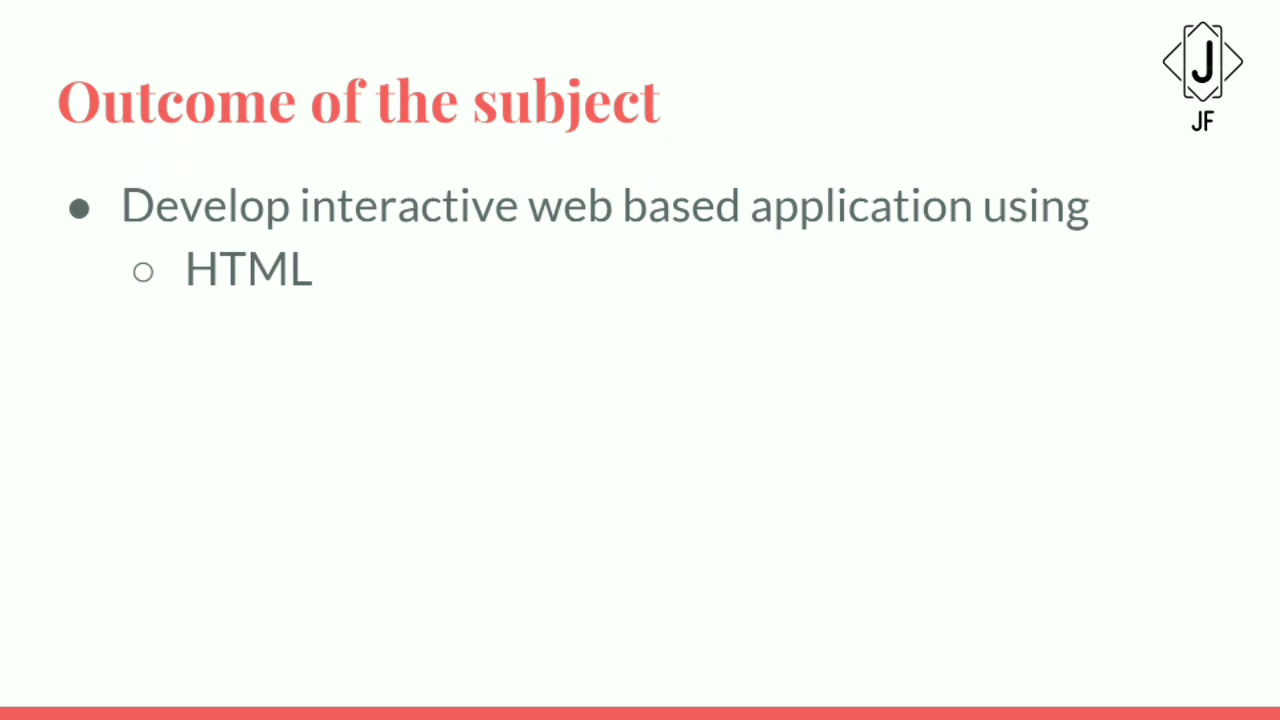 J
JF
Outcome of the subject
● Develop interactive web based application using
○ HTML